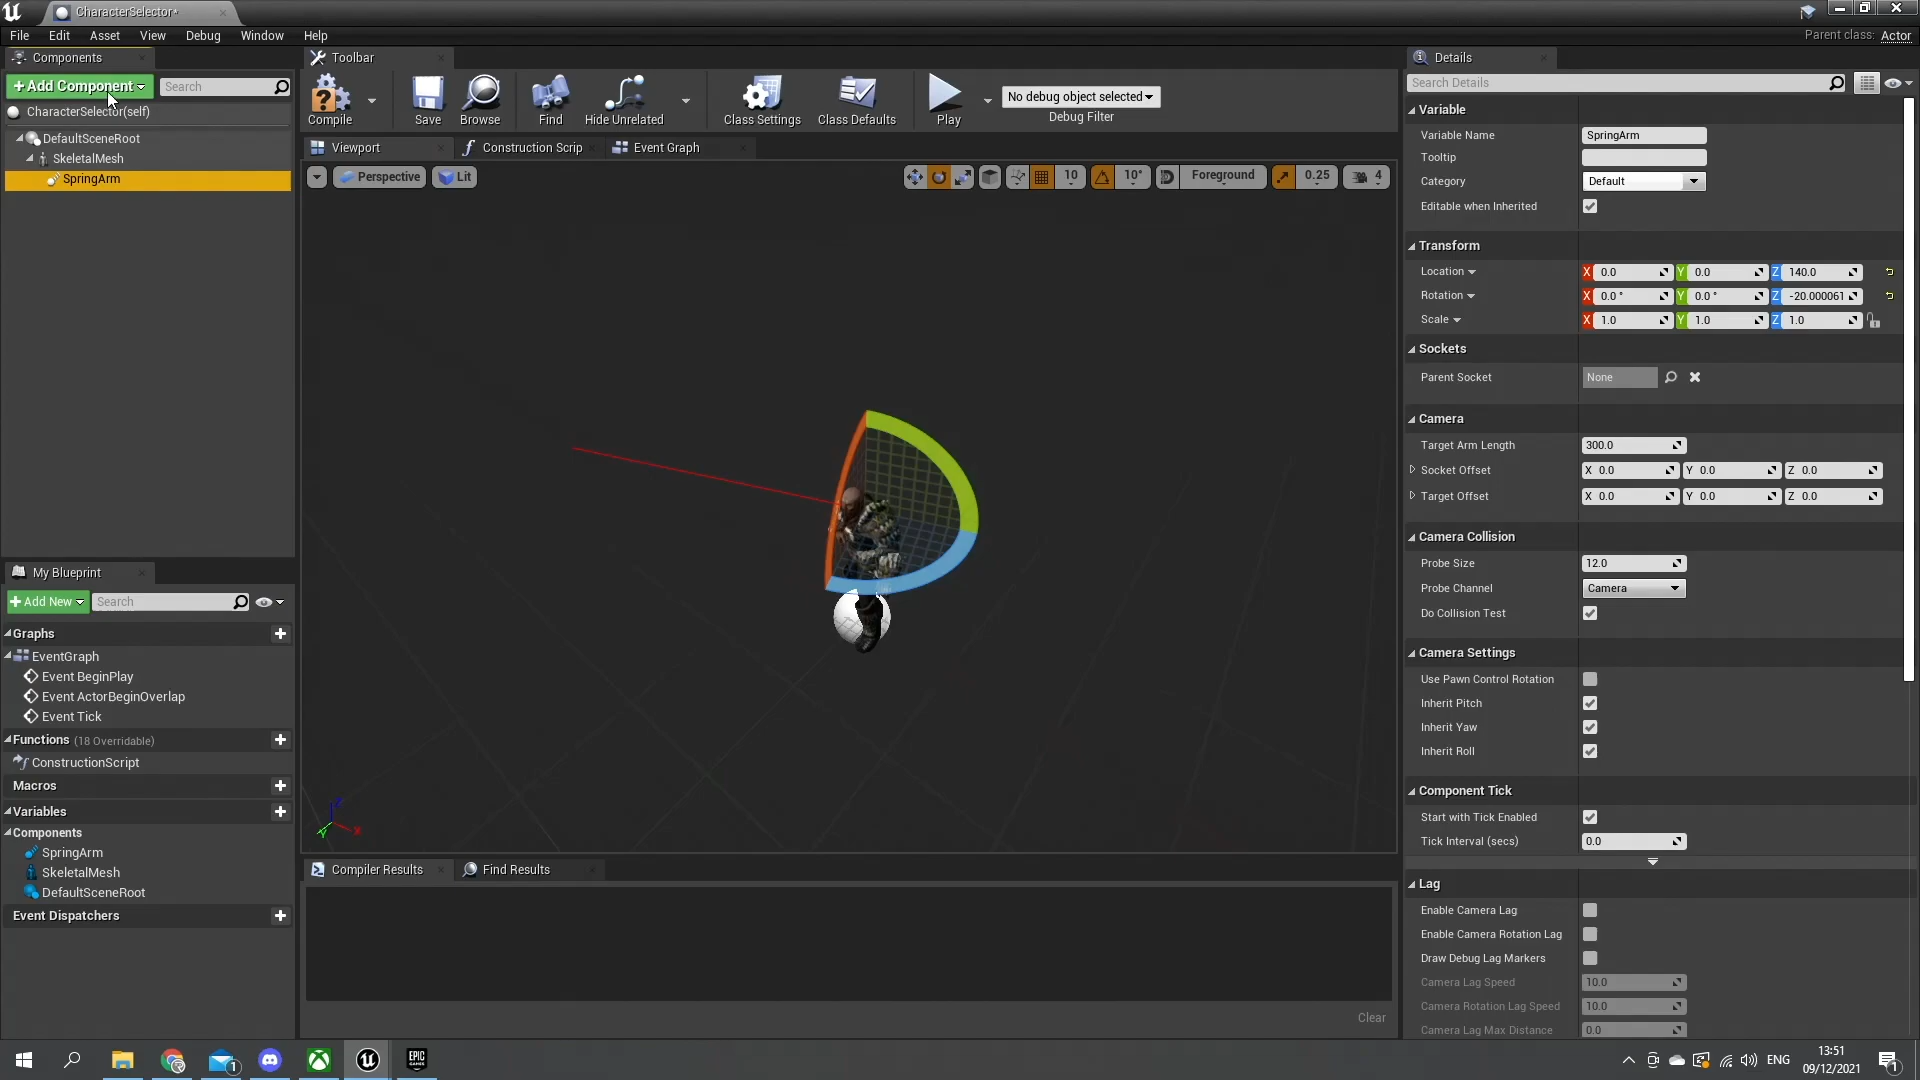 CharacterSelector*
File Edit Asset View Debug Window Help
Parent class: Actor
Components
+ Add Component
Search
CharacterSelector(self)
DefaultSceneRoot
SkeletalMesh
SpringArm
My Blueprint
+ Add New
Search
Graphs
EventGraph
Event BeginPlay
Event ActorBeginOverlap
Event Tick
Functions (18 Overridable)
ConstructionScript
Macros
Variables
Components
SpringArm
SkeletalMesh
DefaultSceneRoot
Event Dispatchers
Toolbar
Compile Save Browse Find Hide Unrelated Class Settings Class Defaults Play
No debug object selected
Debug Filter
Viewport Construction Scrip Event Graph
Perspective Lit
10 10° Foreground 0.25 4
Z
Y X
Compiler Results Find Results
Clear
Details
Search Details
Variable
Variable Name SpringArm
Tooltip
Category Default
Editable when Inherited
Transform
Location X 0.0 Y 0.0 Z 140.0
Rotation X 0.0 ° Y 0.0 ° Z -20.000061
Scale X 1.0 Y 1.0 Z 1.0
Sockets
Parent Socket None
Camera
Target Arm Length 300.0
Socket Offset X 0.0 Y 0.0 Z 0.0
Target Offset X 0.0 Y 0.0 Z 0.0
Camera Collision
Probe Size 12.0
Probe Channel Camera
Do Collision Test
Camera Settings
Use Pawn Control Rotation
Inherit Pitch
Inherit Yaw
Inherit Roll
Component Tick
Start with Tick Enabled
Tick Interval (secs) 0.0
Lag
Enable Camera Lag
Enable Camera Rotation Lag
Draw Debug Lag Markers
Camera Lag Speed 10.0
Camera Rotation Lag Speed 10.0
Camera Lag Max Distance 0.0
1
EPIC GAMES
ENG
13:51
09/12/2021
1